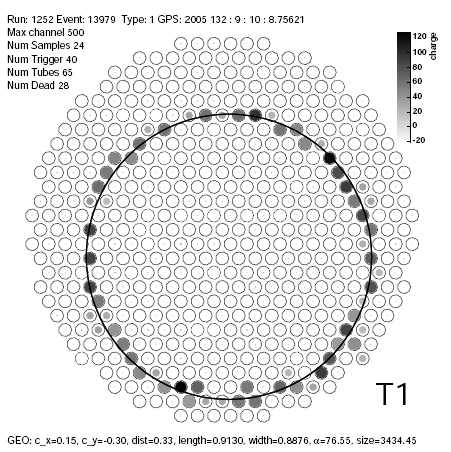 Run: 1252 Event: 13979 Type: 1 GPS: 2005 132 : 9 : 10 : 8.75621
Max channel 500
Num Samples 24
Num Trigger 40
Num Tubes 65
Num Dead 28
120
100
80
60
40
20
0
-20
charge
T1
GEO: c_x=0.15, c_y=-0.30, dist=0.33, length=0.9130, width=0.8876, α=76.55, size=3434.45